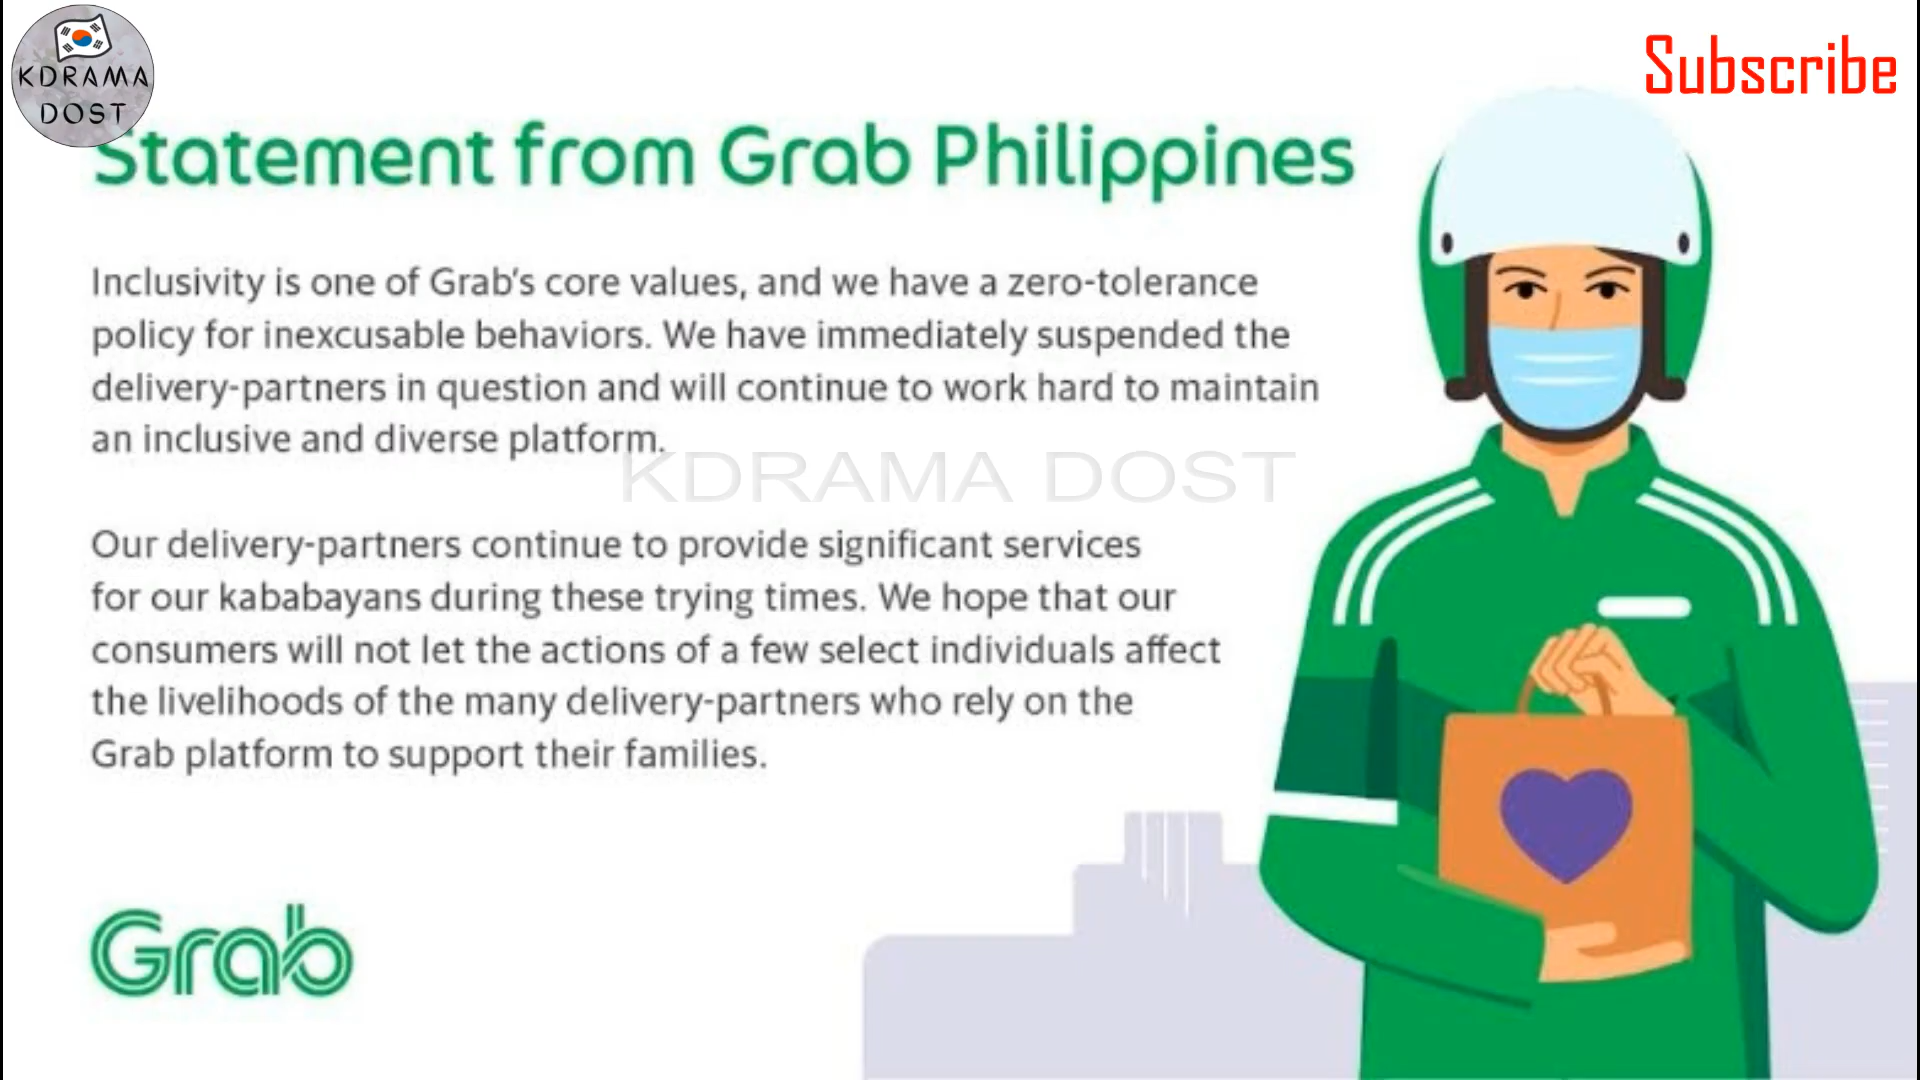 KDRAMA
DOST
Subscribe
Statement from Grab Philippines
Inclusivity is one of Grab's core values, and we have a zero-tolerance
policy for inexcusable behaviors. We have immediately suspended the
delivery-partners in question and will continue to work hard to maintain
an inclusive and diverse platform.
KDRAMA DOST
Our delivery-partners continue to provide significant services
for our kababayans during these trying times. We hope that our
consumers will not let the actions of a few select individuals affect
the livelihoods of the many delivery-partners who rely on the
Grab platform to support their families.
Grab